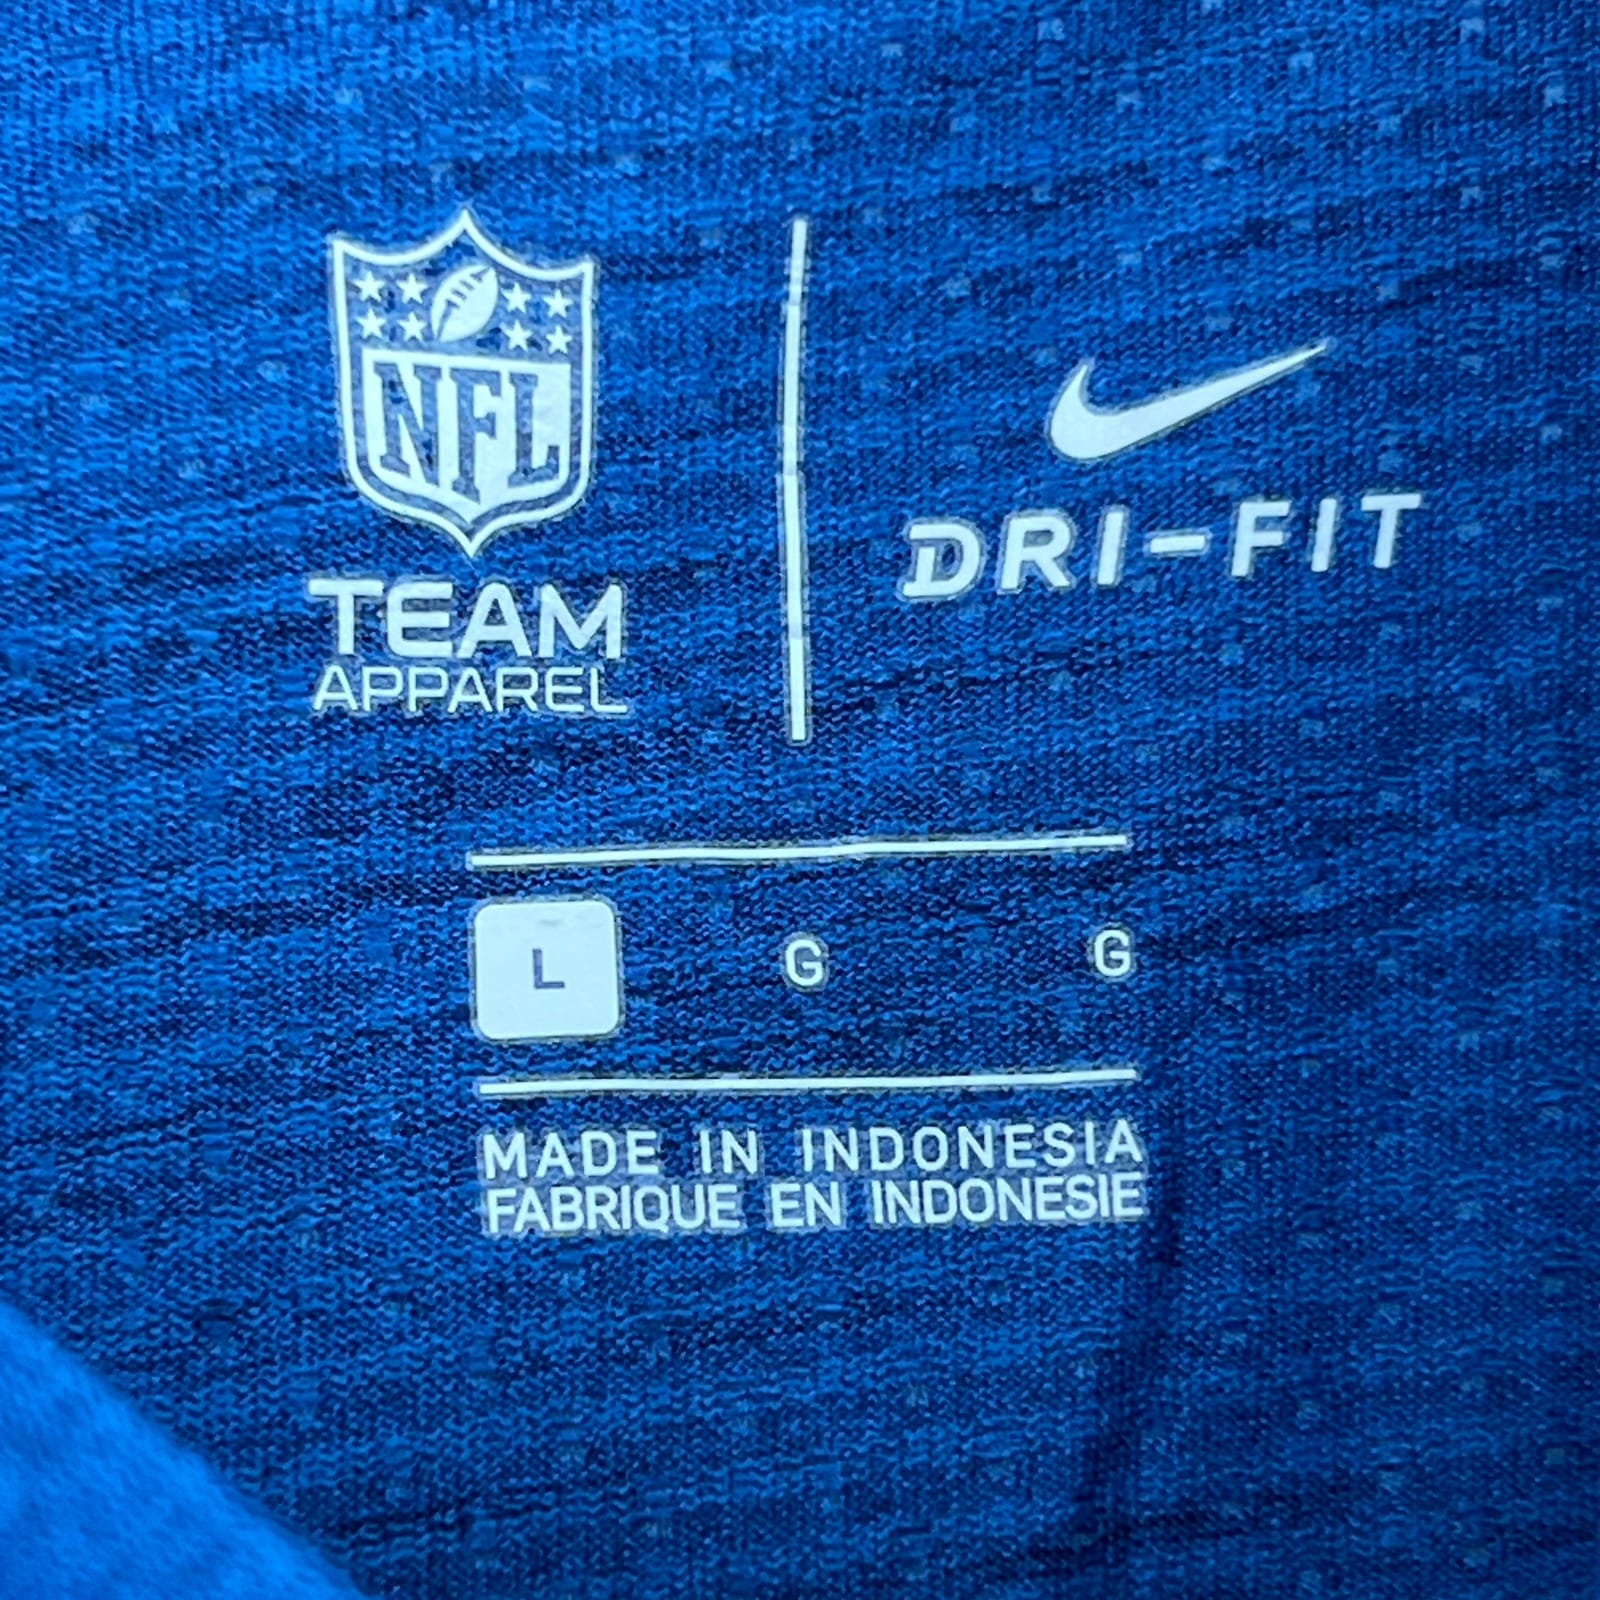 NFL
TEAM
APPAREL
DRI-FIT
L G G
MADE IN INDONESIA
FABRIQUE EN INDONESIE